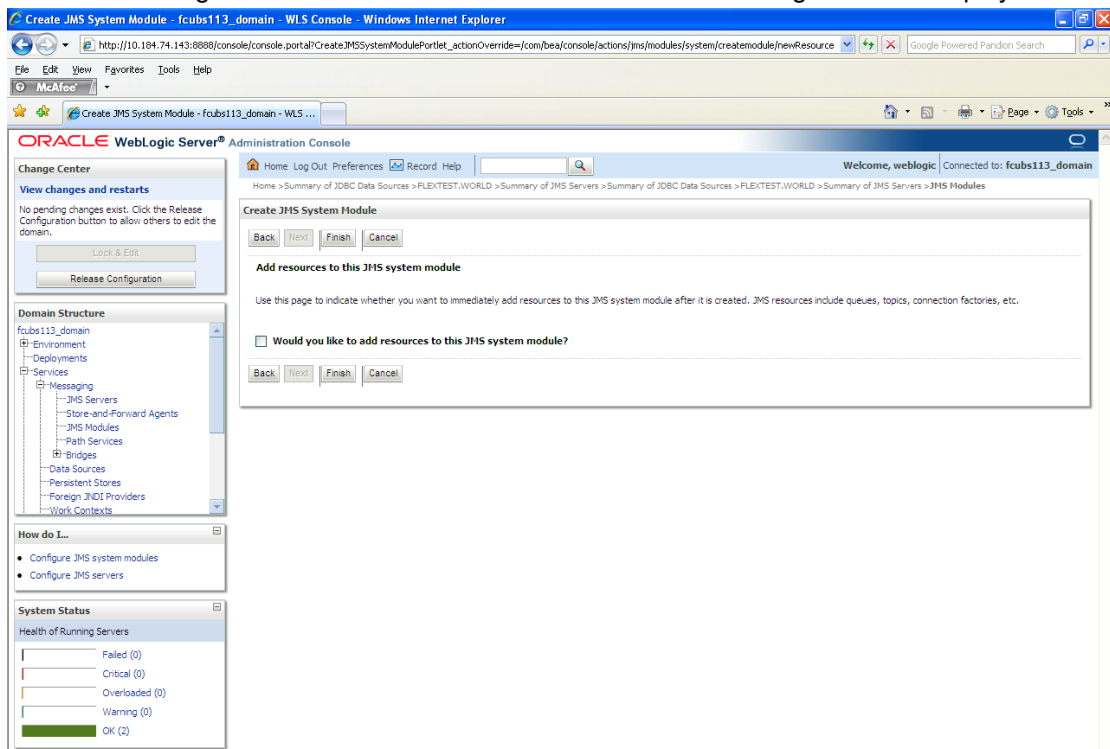 Create JMS System Module - fcubs113_domain - WLS Console - Windows Internet Explorer
http://10.184.74.143:8888/console/console.portal?CreateJMSSystemModulePortlet_actionOverride=/com/bea/console/actions/jms/modules/system/createmodule/newResource
Google Powered Pandion Search
File Edit View Favorites Tools Help
McAfee
Create JMS System Module - fcubs113_domain - WLS ...
Page Tools
ORACLE WebLogic Server® Administration Console
Change Center
View changes and restarts
No pending changes exist. Click the Release
Configuration button to allow others to edit the
domain.
Lock & Edit
Release Configuration
Domain Structure
fcubs113_domain
Environment
Deployments
Services
Messaging
JMS Servers
Store-and-Forward Agents
JMS Modules
Path Services
Bridges
Data Sources
Persistent Stores
Foreign JNDI Providers
Work Contexts
How do I...
Configure JMS system modules
Configure JMS servers
System Status
Health of Running Servers
Failed (0)
Critical (0)
Overloaded (0)
Warning (0)
OK (2)
Home Log Out Preferences Record Help
Welcome, weblogic Connected to: fcubs113_domain
Home >Summary of JDBC Data Sources >FLEXTEST.WORLD >Summary of JMS Servers >Summary of JDBC Data Sources >FLEXTEST.WORLD >Summary of JMS Servers >JMS Modules
Create JMS System Module
Back Next Finish Cancel
Add resources to this JMS system module
Use this page to indicate whether you want to immediately add resources to this JMS system module after it is created. JMS resources include queues, topics, connection factories, etc.
Would you like to add resources to this JMS system module?
Back Next Finish Cancel